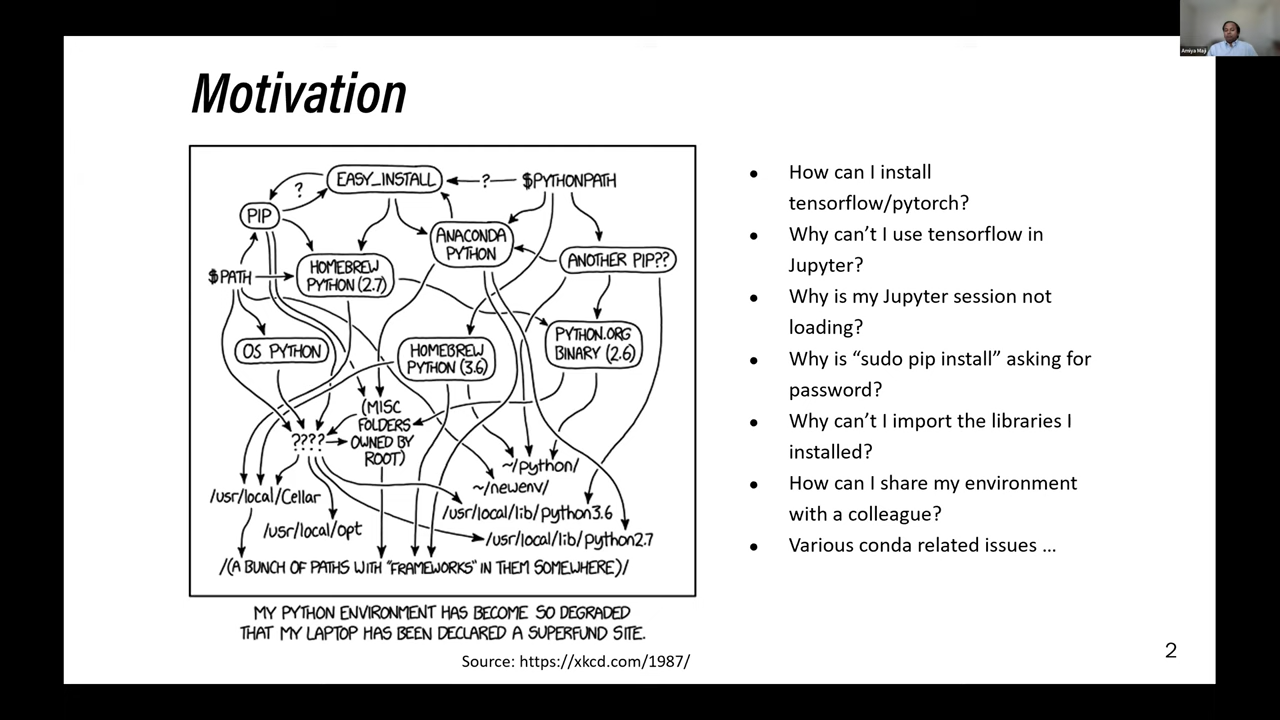 Amiya Maji
Motivation
EASY_INSTALL
?
$PYTHONPATH
?
PIP
ANACONDA
PYTHON
ANOTHER PIP??
HOMEBREW
PYTHON (2.7)
$PATH
PYTHON.ORG
BINARY (2.6)
OS PYTHON
HOMEBREW
PYTHON (3.6)
(MISC
FOLDERS
OWNED BY
ROOT)
????
~/python/
~/newenv/
/usr/local/Cellar
/usr/local/lib/python3.6
/usr/local/opt
/usr/local/lib/python2.7
/(A BUNCH OF PATHS WITH "FRAMEWORKS" IN THEM SOMEWHERE)/
MY PYTHON ENVIRONMENT HAS BECOME SO DEGRADED
THAT MY LAPTOP HAS BEEN DECLARED A SUPERFUND SITE.
Source: https://xkcd.com/1987/
● How can I install
tensorflow/pytorch?
● Why can’t I use tensorflow in
Jupyter?
● Why is my Jupyter session not
loading?
● Why is “sudo pip install” asking for
password?
● Why can’t I import the libraries I
installed?
● How can I share my environment
with a colleague?
● Various conda related issues …
2